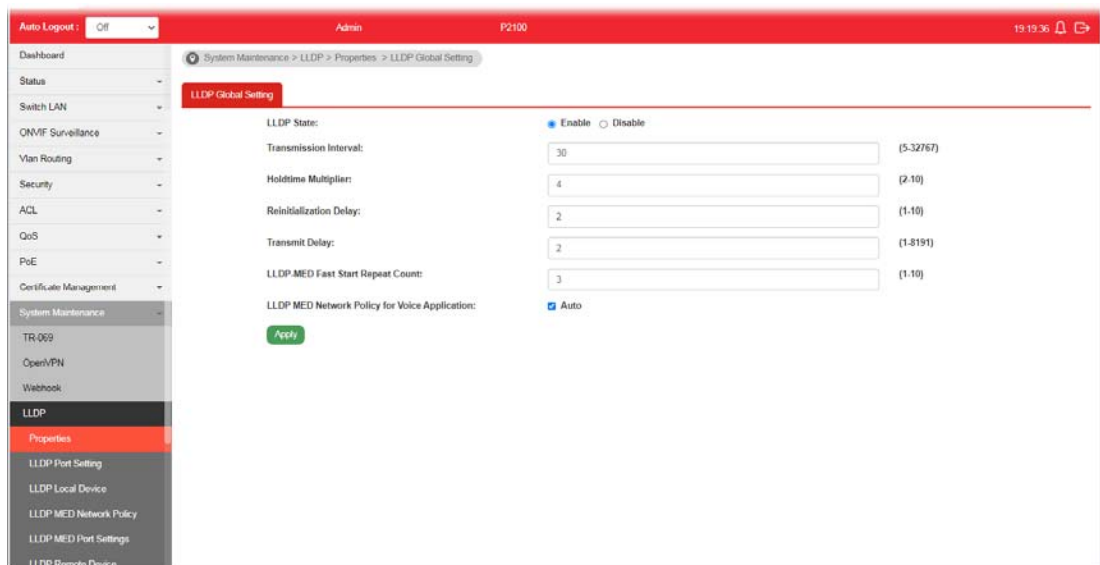 Auto Logout : Off Admin P2100 19:19:36
Dashboard
Status
Switch LAN
ONVIF Surveillance
Vlan Routing
Security
ACL
QoS
PoE
Certificate Management
System Maintenance
TR-069
OpenVPN
Webhook
LLDP
Properties
LLDP Port Setting
LLDP Local Device
LLDP MED Network Policy
LLDP MED Port Settings
LLDP Remote Device
System Maintenance > LLDP > Properties > LLDP Global Setting
LLDP Global Setting
LLDP State: Enable Disable
Transmission Interval: 30 (5-32767)
Holdtime Multiplier: 4 (2-10)
Reinitialization Delay: 2 (1-10)
Transmit Delay: 2 (1-8191)
LLDP-MED Fast Start Repeat Count: 3 (1-10)
LLDP MED Network Policy for Voice Application: Auto
Apply